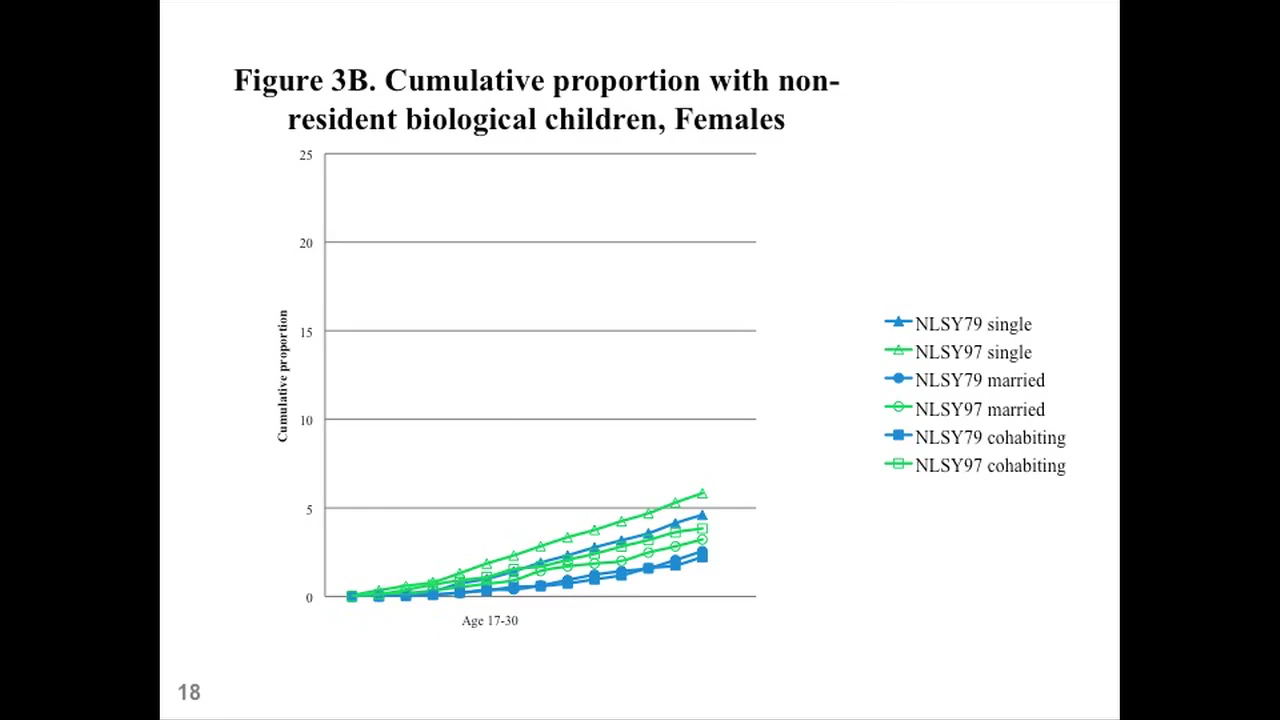 Figure 3B. Cumulative proportion with non-
resident biological children, Females
25
20
15
10
5
0
Cumulative proportion
Age 17-30
NLSY79 single
NLSY97 single
NLSY79 married
NLSY97 married
NLSY79 cohabiting
NLSY97 cohabiting
18